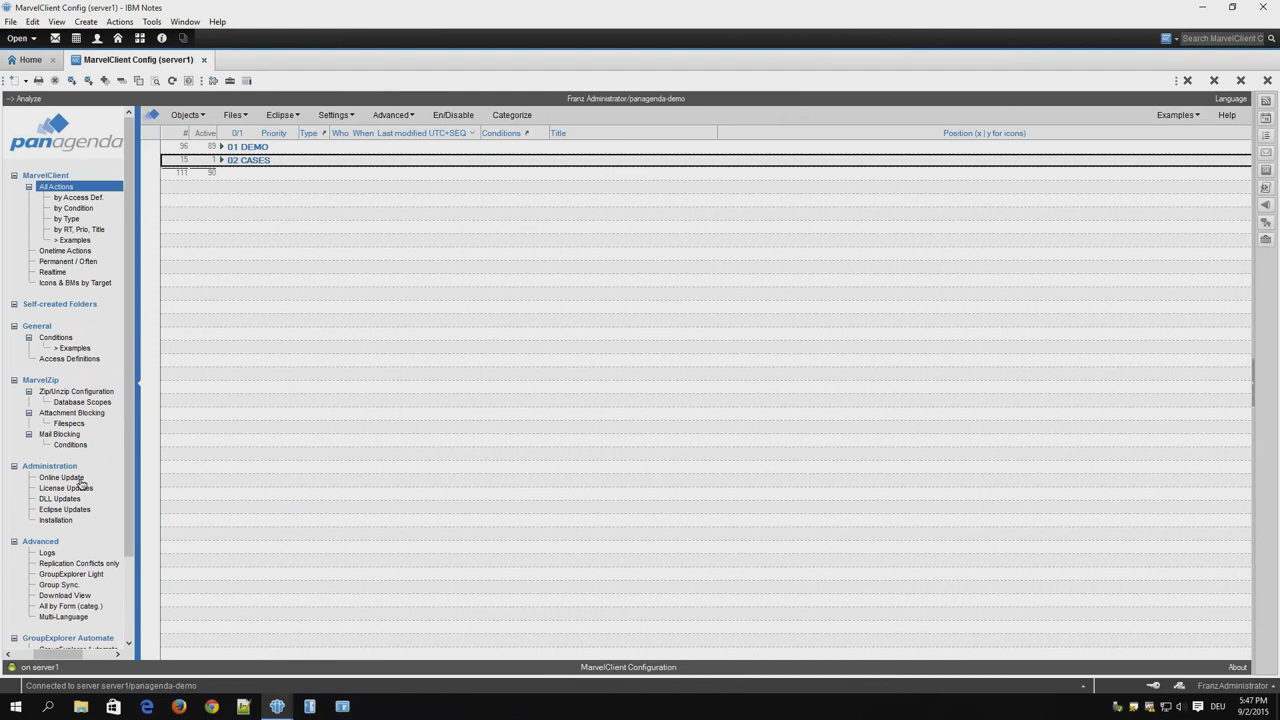 MarvelClient Config (server1) - IBM Notes
File Edit View Create Actions Tools Window Help
Open Search MarvelClient C
Home MarvelClient Config (server1)
--> Analyze Franz Administrator/panagenda-demo Language
panagenda
Objects Files Eclipse Settings Advanced En/Disable Categorize Examples Help
# Active 0/1 Priority Type Who When Last modified UTC+SEQ Conditions Title Position (x | y for icons)
96 89 01 DEMO
15 1 02 CASES
111 90
MarvelClient
All Actions
by Access Def.
by Condition
by Type
by RT, Prio, Title
> Examples
Onetime Actions
Permanent / Often
Realtime
Icons & BMs by Target
Self-created Folders
General
Conditions
> Examples
Access Definitions
MarvelZip
Zip/Unzip Configuration
Database Scopes
Attachment Blocking
Filespecs
Mail Blocking
Conditions
Administration
Online Update
License Updates
DLL Updates
Eclipse Updates
Installation
Advanced
Logs
Replication Conflicts only
GroupExplorer Light
Group Sync.
Download View
All by Form (categ.)
Multi-Language
GroupExplorer Automate
on server1 MarvelClient Configuration About
Connected to server server1/panagenda-demo FranzAdministrator
DEU 5:47 PM
9/2/2015